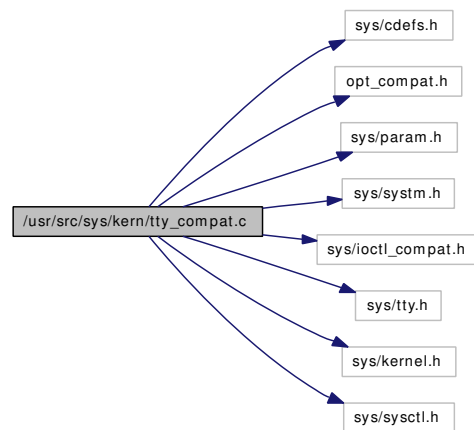 sys/cdefs.h
opt_compat.h
sys/param.h
/usr/src/sys/kern/tty_compat.c
sys/systm.h
sys/ioctl_compat.h
sys/tty.h
sys/kernel.h
sys/sysctl.h